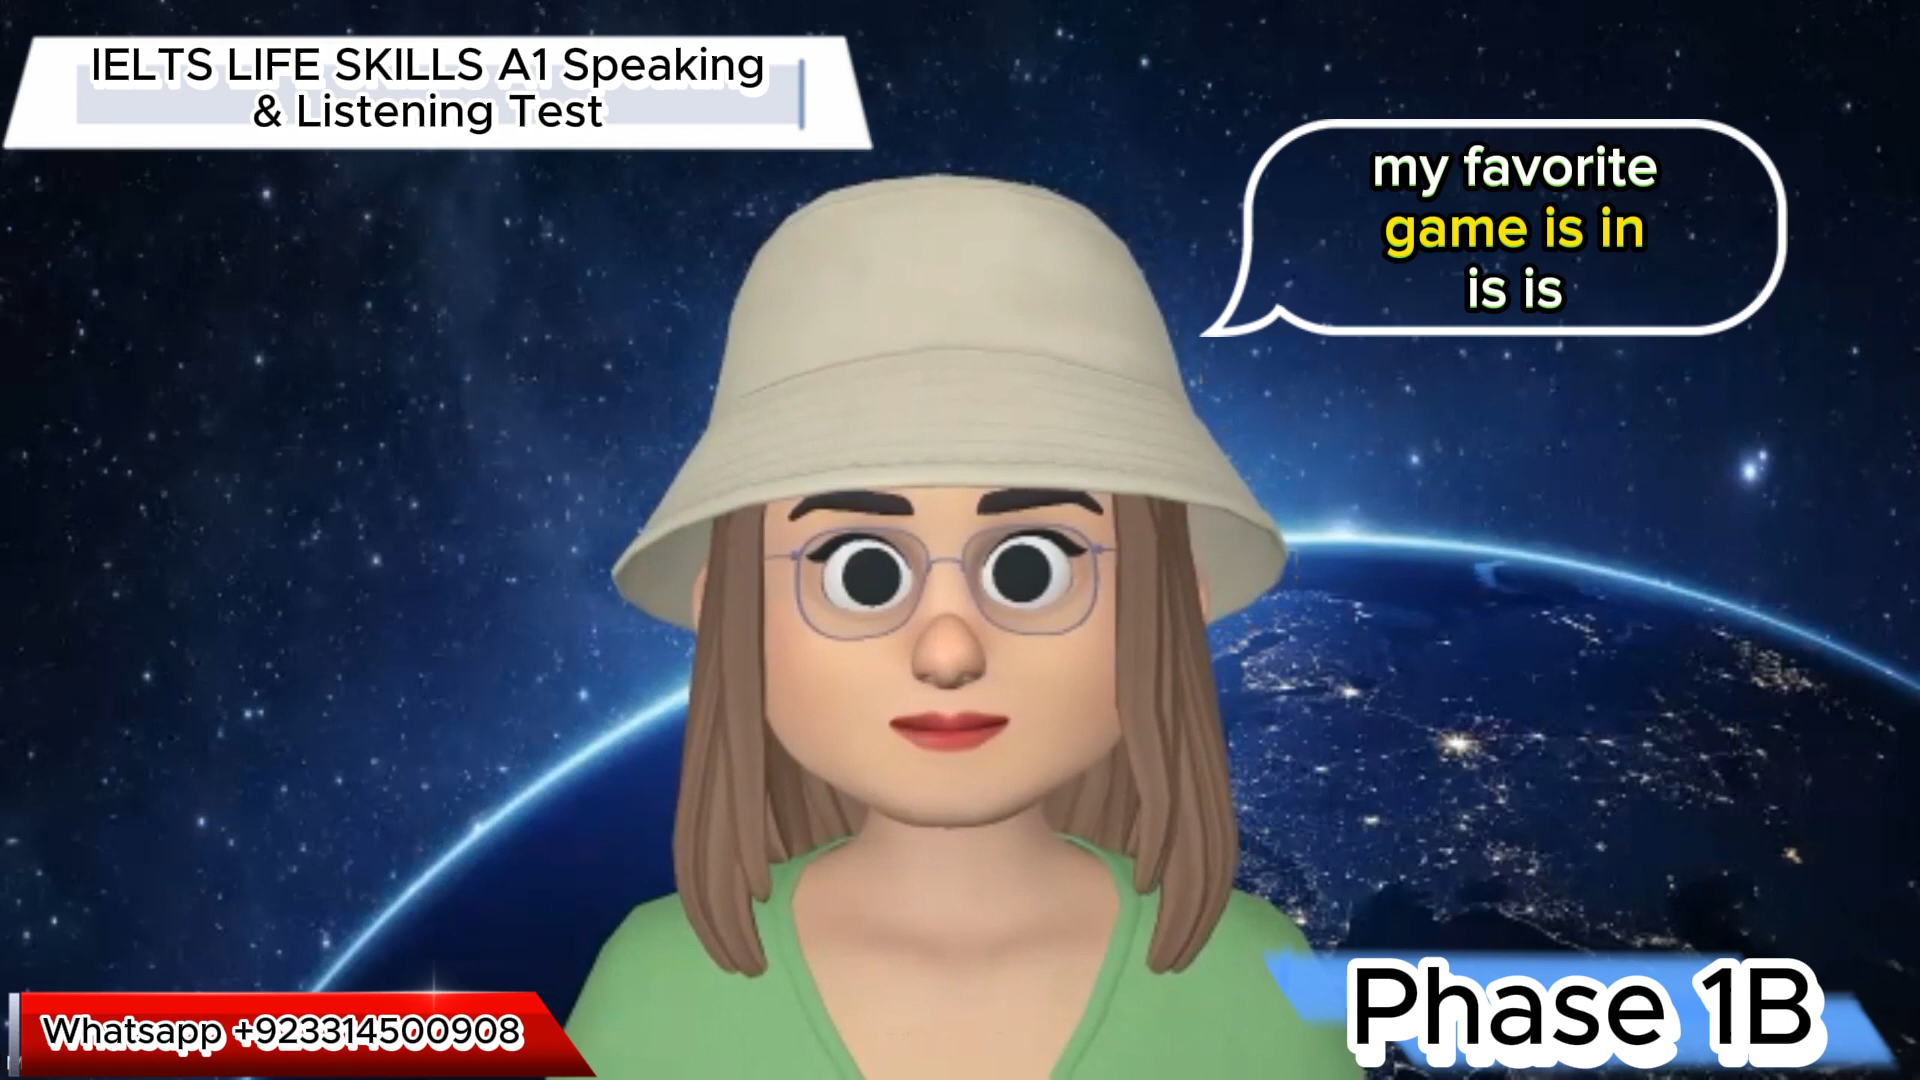 IELTS LIFE SKILLS A1 Speaking
& Listening Test
my favorite
game is in
is is
Whatsapp +923314500908
Phase 1B